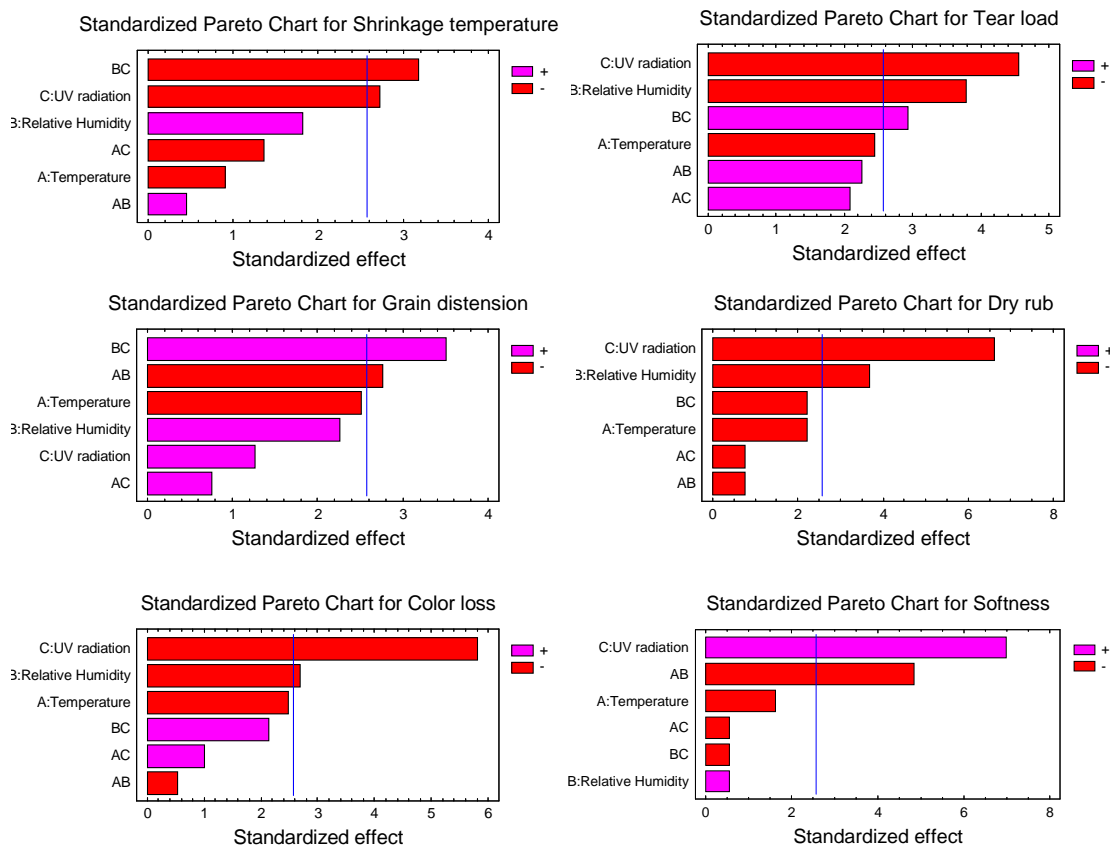 Standardized Pareto Chart for Shrinkage temperature
BC
C:UV radiation
B:Relative Humidity
AC
A:Temperature
AB
+
-
0 1 2 3 4
Standardized effect
Standardized Pareto Chart for Tear load
C:UV radiation
B:Relative Humidity
BC
A:Temperature
AB
AC
+
-
0 1 2 3 4 5
Standardized effect
Standardized Pareto Chart for Grain distension
BC
AB
A:Temperature
B:Relative Humidity
C:UV radiation
AC
+
-
0 1 2 3 4
Standardized effect
Standardized Pareto Chart for Dry rub
C:UV radiation
B:Relative Humidity
BC
A:Temperature
AC
AB
+
-
0 2 4 6 8
Standardized effect
Standardized Pareto Chart for Color loss
C:UV radiation
B:Relative Humidity
A:Temperature
BC
AC
AB
+
-
0 1 2 3 4 5 6
Standardized effect
Standardized Pareto Chart for Softness
C:UV radiation
AB
A:Temperature
AC
BC
B:Relative Humidity
+
-
0 2 4 6 8
Standardized effect